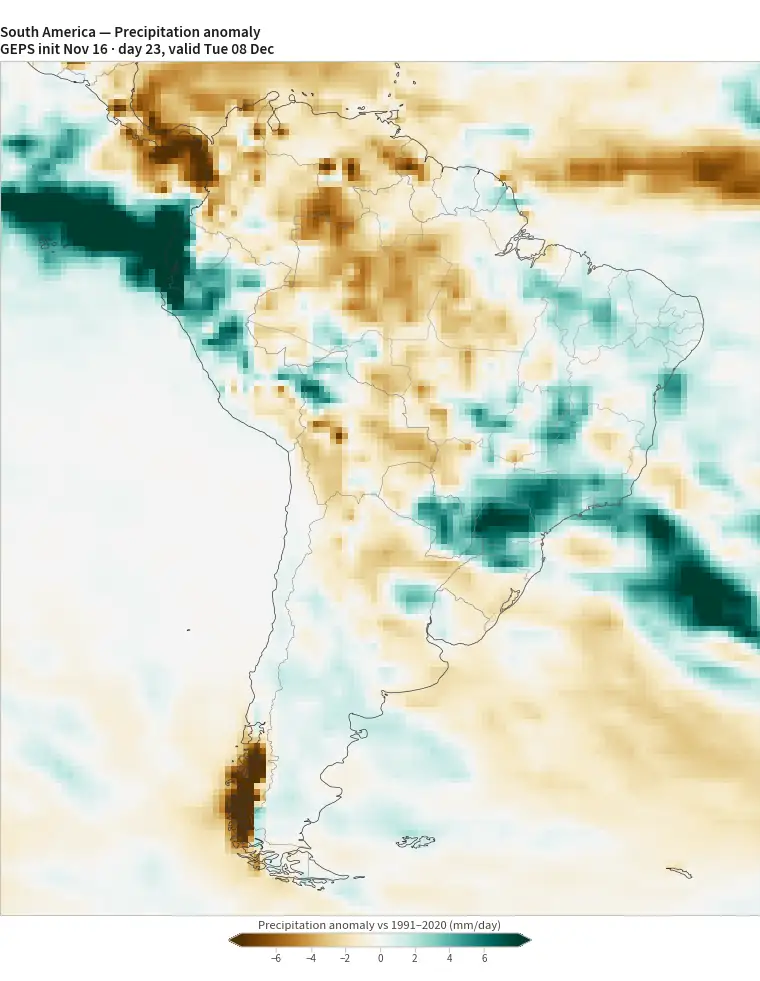 South America — Precipitation anomaly
GEPS init Nov 16 · day 23, valid Tue 08 Dec
Precipitation anomaly vs 1991–2020 (mm/day)
−6 −4 −2 0 2 4 6